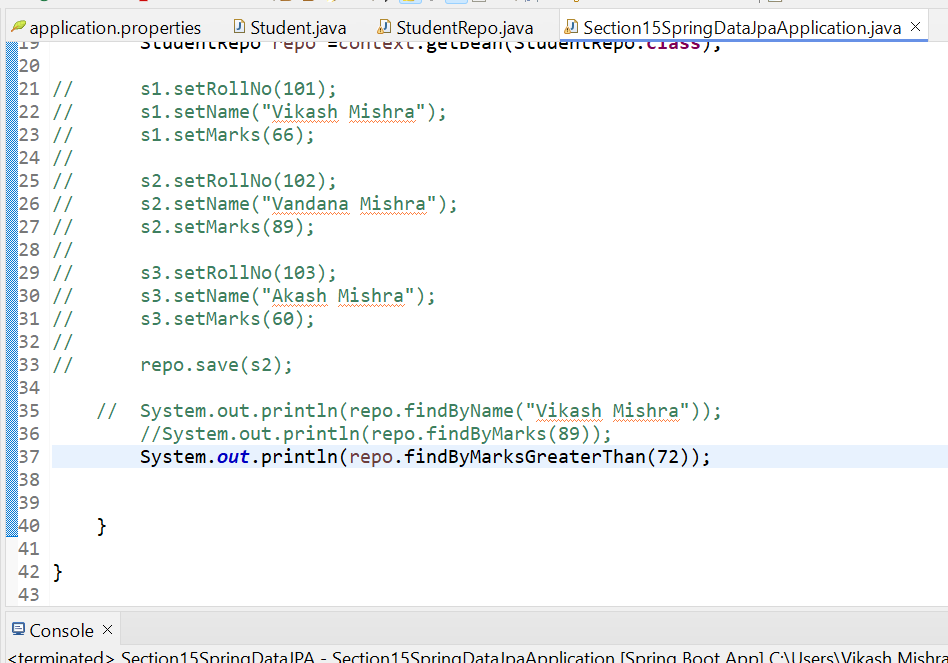 application.properties Student.java StudentRepo.java Section15SpringDataJpaApplication.java
19 StudentRepo repo =context.getBean(StudentRepo.class);
20
21 // s1.setRollNo(101);
22 // s1.setName("Vikash Mishra");
23 // s1.setMarks(66);
24 //
25 // s2.setRollNo(102);
26 // s2.setName("Vandana Mishra");
27 // s2.setMarks(89);
28 //
29 // s3.setRollNo(103);
30 // s3.setName("Akash Mishra");
31 // s3.setMarks(60);
32 //
33 // repo.save(s2);
34
35 // System.out.println(repo.findByName("Vikash Mishra"));
36 //System.out.println(repo.findByMarks(89));
37 System.out.println(repo.findByMarksGreaterThan(72));
38
39
40 }
41
42 }
43
Console
<terminated> Section15SpringDataJPA - Section15SpringDataJpaApplication [Spring Boot App] C:\Users\Vikash Mishra